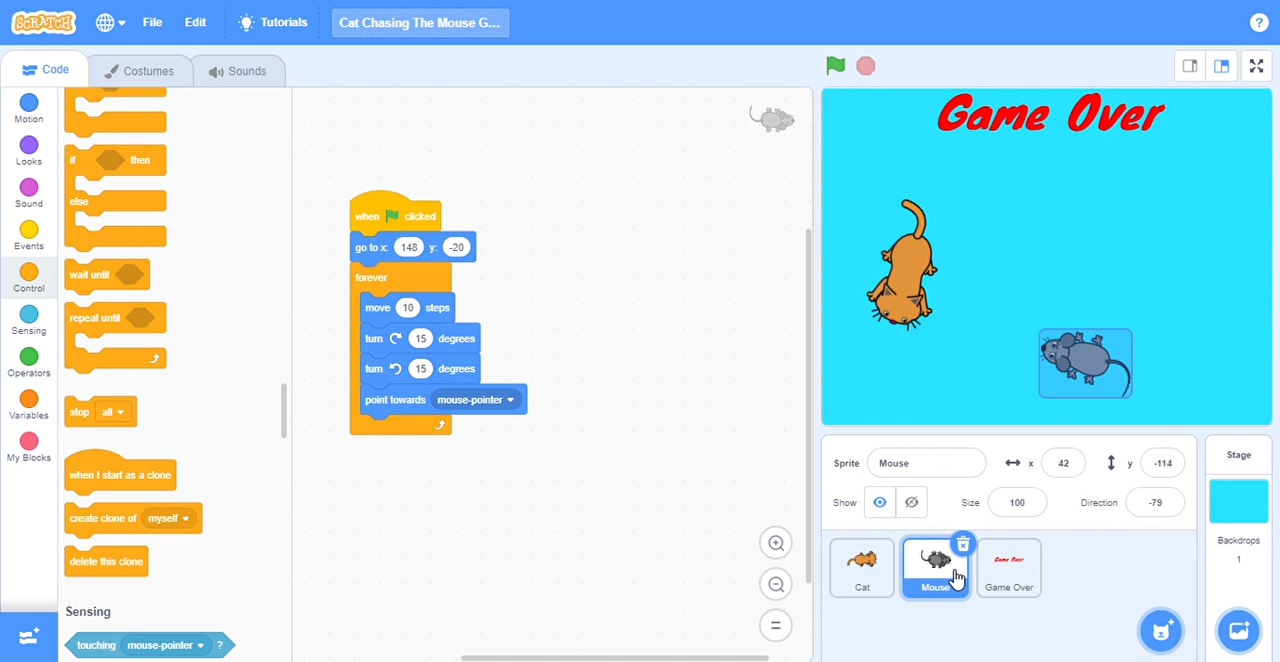 SCRATCH File Edit Tutorials Cat Chasing The Mouse G... ?
Code Costumes Sounds
Motion
Looks
Sound
Events
Control
Sensing
Operators
Variables
My Blocks
if then
else
wait until
repeat until
stop all
when I start as a clone
create clone of myself
delete this clone
Sensing
touching mouse-pointer ?
when clicked
go to x: 148 y: -20
forever
move 10 steps
turn 15 degrees
turn 15 degrees
point towards mouse-pointer
Game Over
Sprite Mouse x 42 y -114
Show Size 100 Direction -79
Cat
Mouse
Game Over
Game Over
Stage
Backdrops
1